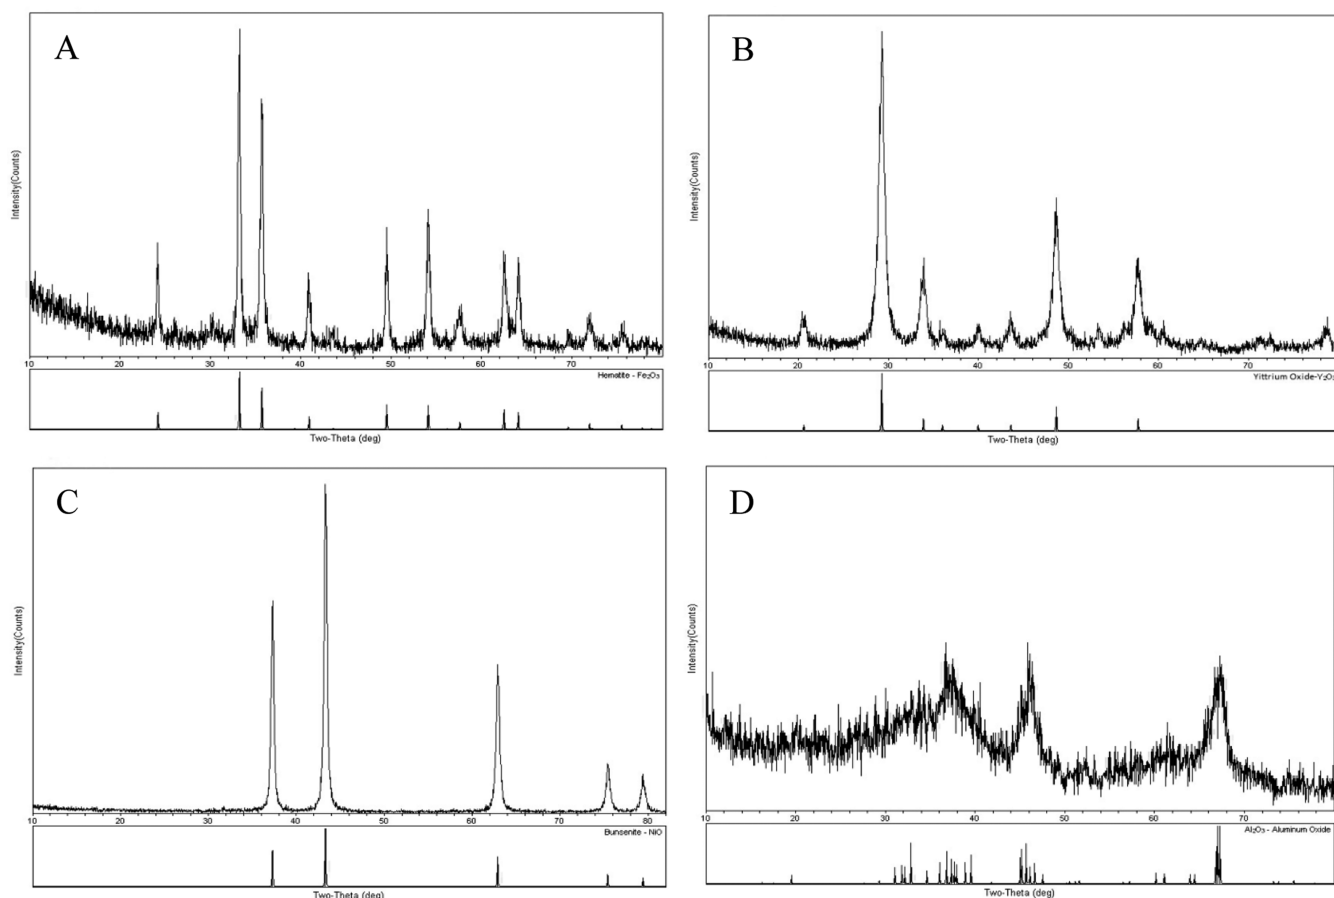 A
Intensity(Counts)
10 20 30 40 50 60 70
Hematite - Fe₂O₃
Two-Theta (deg)
B
Intensity(Counts)
10 20 30 40 50 60 70
Yittrium Oxide-Y₂O₃
Two-Theta (deg)
C
Intensity(Counts)
10 20 30 40 50 60 70 80
Bunsenite - NiO
Two-Theta (deg)
D
Intensity(Counts)
10 20 30 40 50 60 70
Al₂O₃ - Aluminum Oxide
Two-Theta (deg)